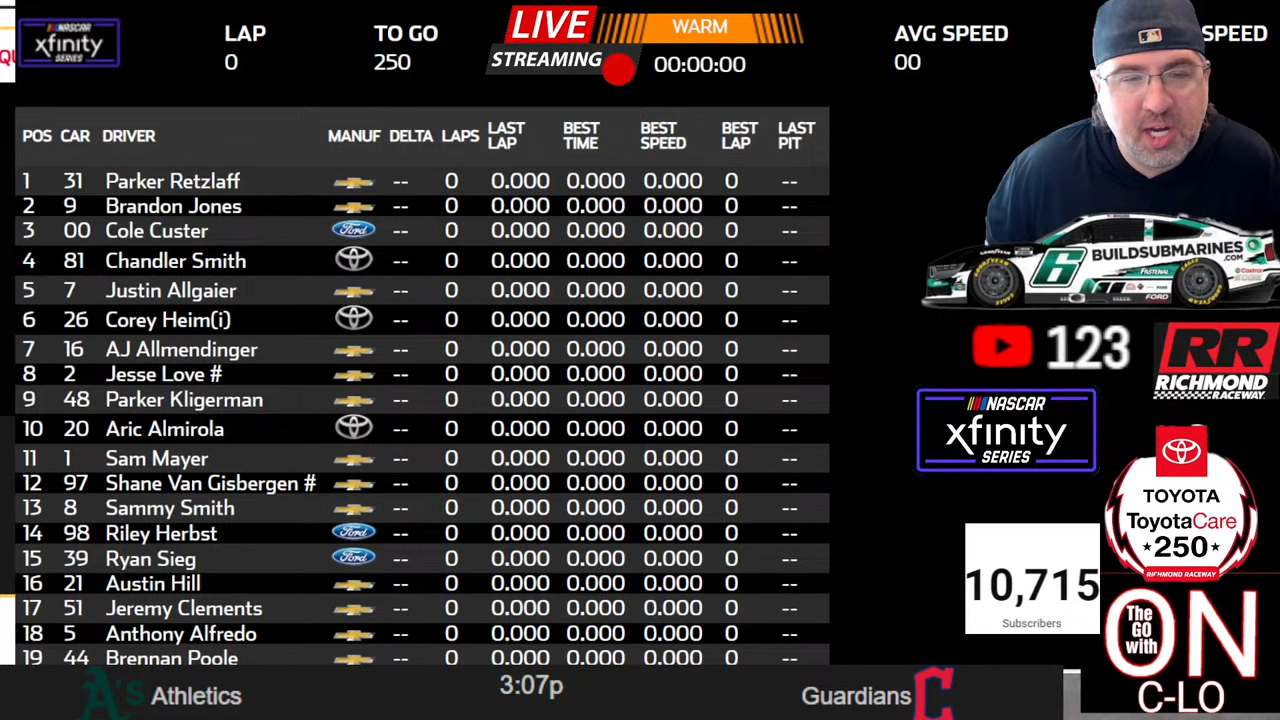 NASCAR
xfinity
SERIES
LAP
0
TO GO
250
LIVE
STREAMING
WARM
00:00:00
AVG SPEED
00
SPEED
POS CAR DRIVER MANUF DELTA LAPS LAST LAP BEST TIME BEST SPEED BEST LAP LAST PIT
1 31 Parker Retzlaff -- 0 0.000 0.000 0.000 0 --
2 9 Brandon Jones -- 0 0.000 0.000 0.000 0 --
3 00 Cole Custer Ford -- 0 0.000 0.000 0.000 0 --
4 81 Chandler Smith -- 0 0.000 0.000 0.000 0 --
5 7 Justin Allgaier -- 0 0.000 0.000 0.000 0 --
6 26 Corey Heim(i) -- 0 0.000 0.000 0.000 0 --
7 16 AJ Allmendinger -- 0 0.000 0.000 0.000 0 --
8 2 Jesse Love # -- 0 0.000 0.000 0.000 0 --
9 48 Parker Kligerman -- 0 0.000 0.000 0.000 0 --
10 20 Aric Almirola -- 0 0.000 0.000 0.000 0 --
11 1 Sam Mayer -- 0 0.000 0.000 0.000 0 --
12 97 Shane Van Gisbergen # -- 0 0.000 0.000 0.000 0 --
13 8 Sammy Smith -- 0 0.000 0.000 0.000 0 --
14 98 Riley Herbst Ford -- 0 0.000 0.000 0.000 0 --
15 39 Ryan Sieg Ford -- 0 0.000 0.000 0.000 0 --
16 21 Austin Hill -- 0 0.000 0.000 0.000 0 --
17 51 Jeremy Clements -- 0 0.000 0.000 0.000 0 --
18 5 Anthony Alfredo -- 0 0.000 0.000 0.000 0 --
19 44 Brennan Poole -- 0 0.000 0.000 0.000 0 --
6 BUILDSUBMARINES
.COM
FASTENAL
Castrol
FORD
123
RR
RICHMOND
RACEWAY
NASCAR
xfinity
SERIES
TOYOTA
ToyotaCare
250
RICHMOND RACEWAY
10,715
Subscribers
The
GO
with
ON
C-LO
A's Athletics
3:07p
Guardians C